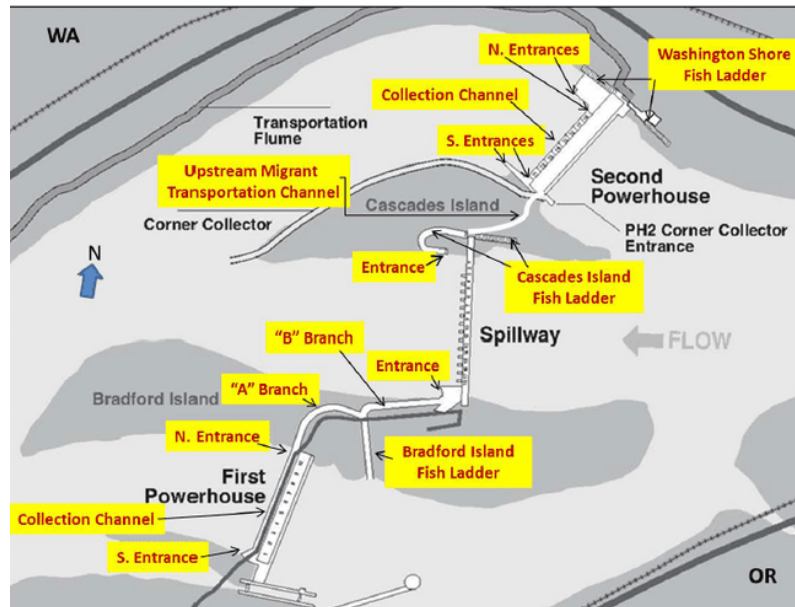 WA
N. Entrances
Washington Shore
Fish Ladder
Collection Channel
Transportation
Flume
S. Entrances
Upstream Migrant
Transportation Channel
Second
Powerhouse
Cascades Island
Corner Collector
PH2 Corner Collector
Entrance
N
Entrance
Cascades Island
Fish Ladder
"B" Branch
Spillway
FLOW
Entrance
"A" Branch
Bradford Island
N. Entrance
Bradford Island
Fish Ladder
First
Powerhouse
Collection Channel
S. Entrance
OR